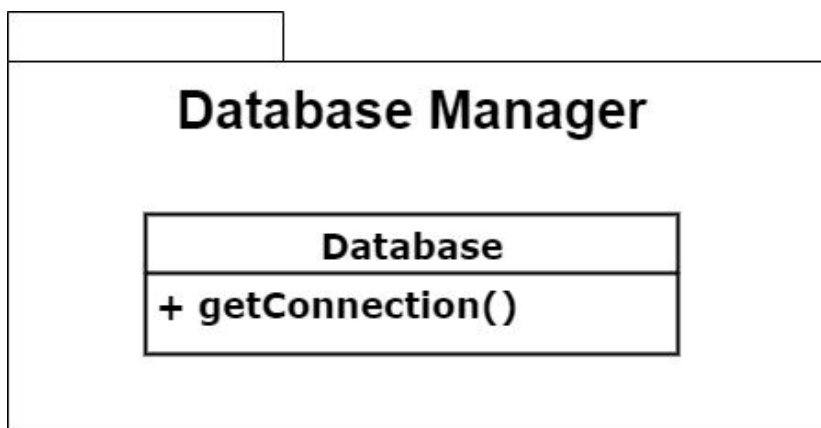 Database Manager
Database
+ getConnection()